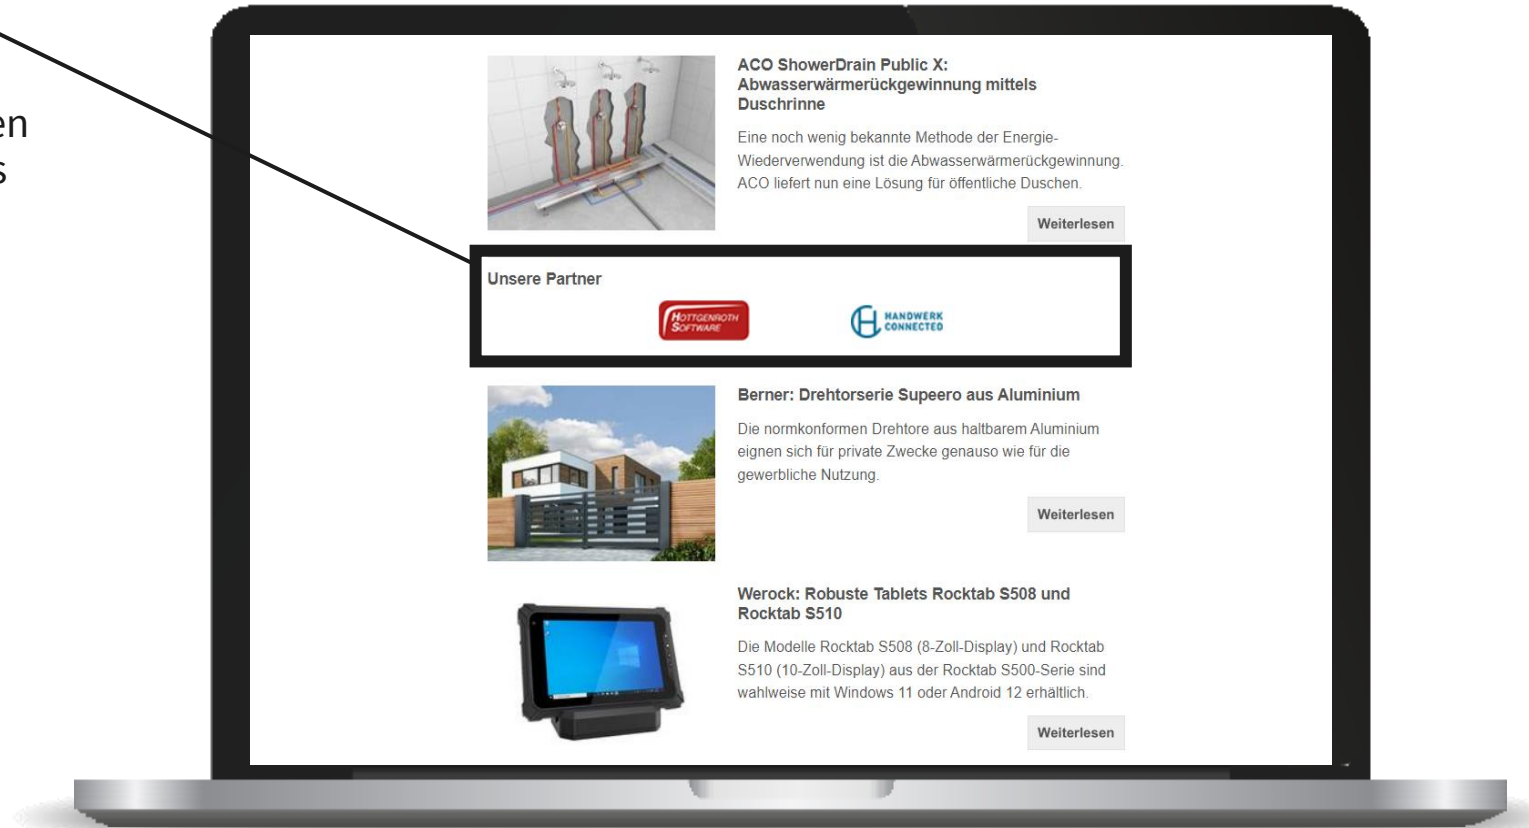 en
s
ACO ShowerDrain Public X:
Abwasserwärmerückgewinnung mittels
Duschrinne
Eine noch wenig bekannte Methode der Energie-
Wiederverwendung ist die Abwasserwärmerückgewinnung.
ACO liefert nun eine Lösung für öffentliche Duschen.
Weiterlesen
Unsere Partner
HOTTGENROTH
SOFTWARE
HANDWERK
CONNECTED
Berner: Drehtorserie Supeero aus Aluminium
Die normkonformen Drehtore aus haltbarem Aluminium
eignen sich für private Zwecke genauso wie für die
gewerbliche Nutzung.
Weiterlesen
Werock: Robuste Tablets Rocktab S508 und
Rocktab S510
Die Modelle Rocktab S508 (8-Zoll-Display) und Rocktab
S510 (10-Zoll-Display) aus der Rocktab S500-Serie sind
wahlweise mit Windows 11 oder Android 12 erhältlich.
Weiterlesen